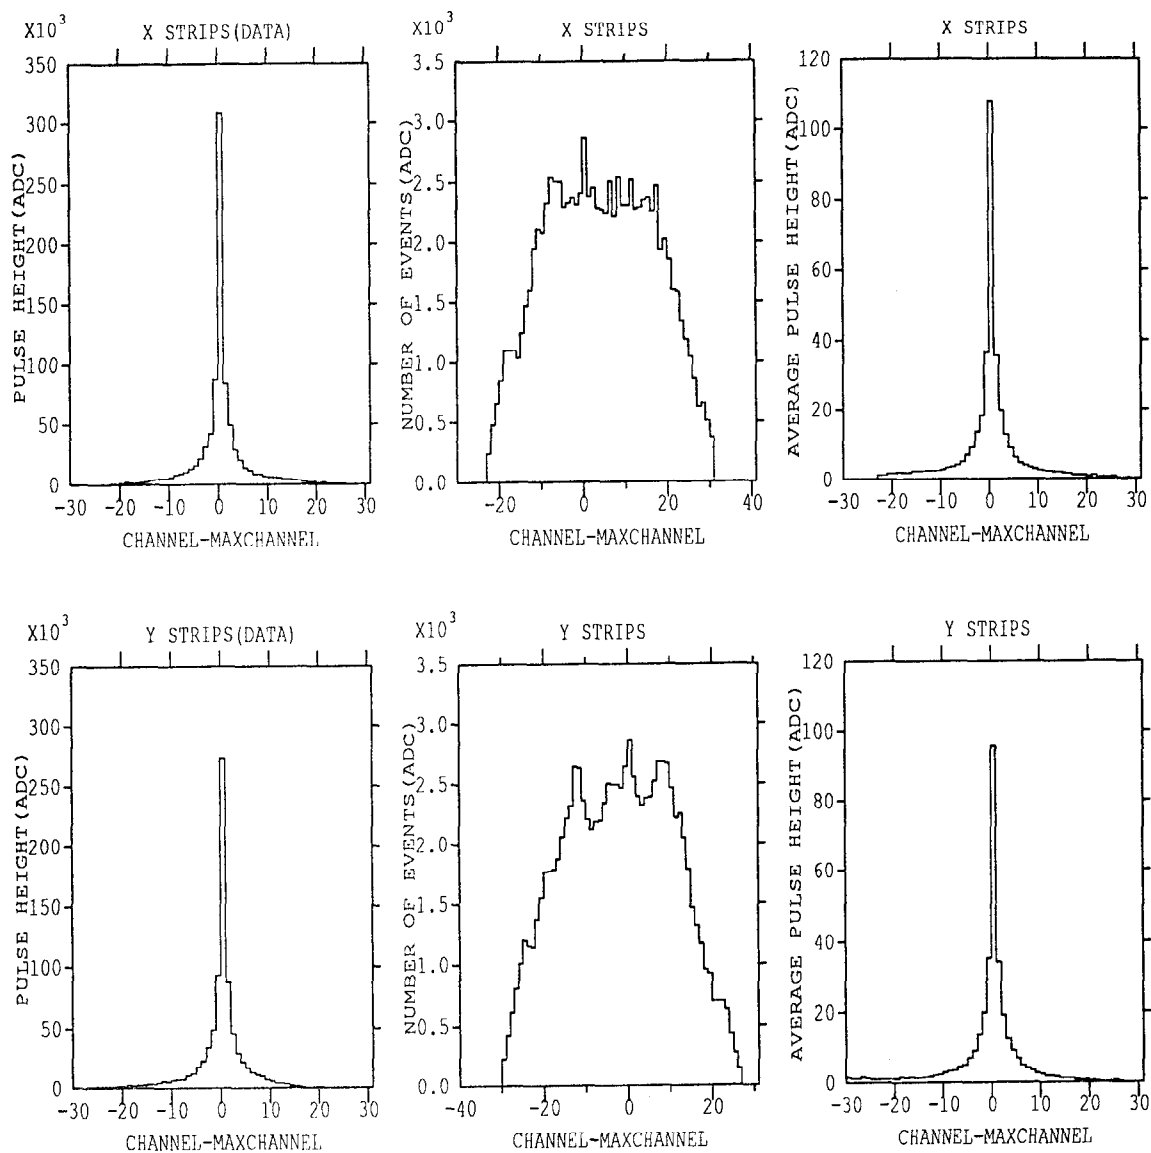 X10³ X STRIPS(DATA)
350
300
250
200
150
100
50
0
PULSE HEIGHT(ADC)
-30 -20 -10 0 10 20 30
CHANNEL-MAXCHANNEL
X10³ X STRIPS
3.5
3.0
2.5
2.0
1.5
1.0
0.5
0.0
NUMBER OF EVENTS(ADC)
-20 0 20 40
CHANNEL-MAXCHANNEL
X STRIPS
120
100
80
60
40
20
0
AVERAGE PULSE HEIGHT(ADC)
-30 -20 -10 0 10 20 30
CHANNEL-MAXCHANNEL
X10³ Y STRIPS(DATA)
350
300
250
200
150
100
50
0
PULSE HEIGHT(ADC)
-30 -20 -10 0 10 20 30
CHANNEL-MAXCHANNEL
X10³ Y STRIPS
3.5
3.0
2.5
2.0
1.5
1.0
0.5
0.0
NUMBER OF EVENTS(ADC)
-40 -20 0 20
CHANNEL-MAXCHANNEL
Y STRIPS
120
100
80
60
40
20
0
AVERAGE PULSE HEIGHT(ADC)
-30 -20 -10 0 10 20 30
CHANNEL-MAXCHANNEL